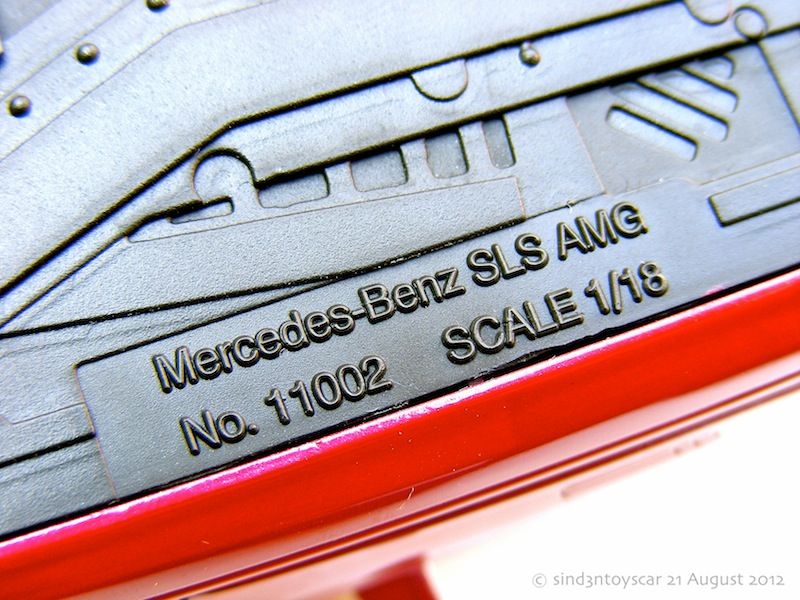 Mercedes-Benz SLS AMG
No. 11002 SCALE 1/18
© sind3ntoyscar 21 August 2012